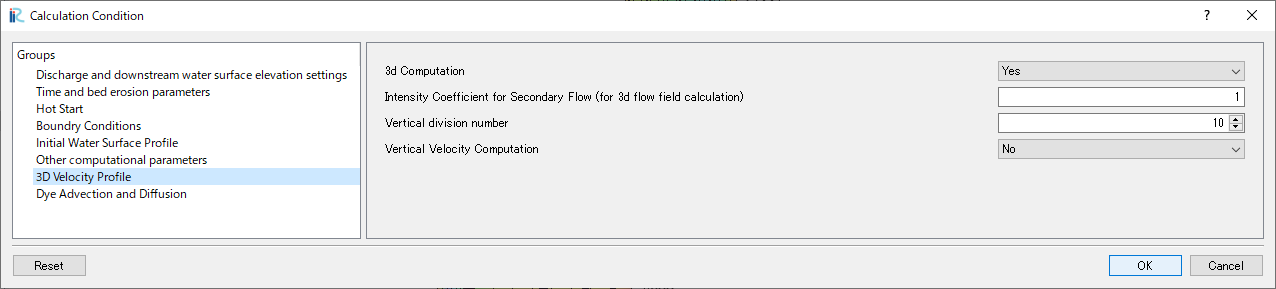 Calculation Condition
Groups
Discharge and downstream water surface elevation settings
Time and bed erosion parameters
Hot Start
Boundry Conditions
Initial Water Surface Profile
Other computational parameters
3D Velocity Profile
Dye Advection and Diffusion
3d Computation Yes
Intensity Coefficient for Secondary Flow (for 3d flow field calculation) 1
Vertical division number 10
Vertical Velocity Computation No
Reset OK Cancel